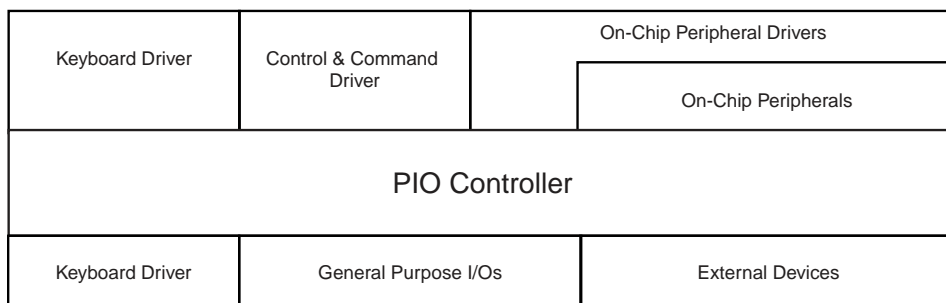 On-Chip Peripheral Drivers
Keyboard Driver
Control & Command
Driver
On-Chip Peripherals
PIO Controller
Keyboard Driver
General Purpose I/Os
External Devices